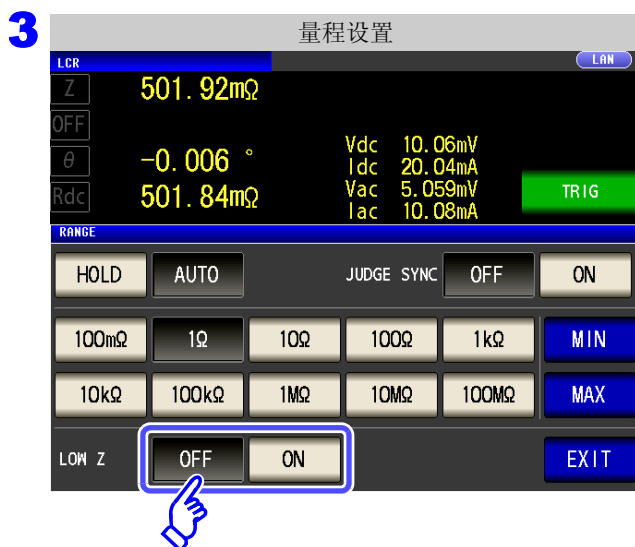 3
量程设置
LCR LAN
Z 501.92mΩ
OFF
θ -0.006 °
Rdc 501.84mΩ
Vdc 10.06mV
Idc 20.04mA
Vac 5.059mV
Iac 10.08mA
TRIG
RANGE
HOLD AUTO JUDGE SYNC OFF ON
100mΩ 1Ω 10Ω 100Ω 1kΩ MIN
10kΩ 100kΩ 1MΩ 10MΩ 100MΩ MAX
LOW Z OFF ON EXIT